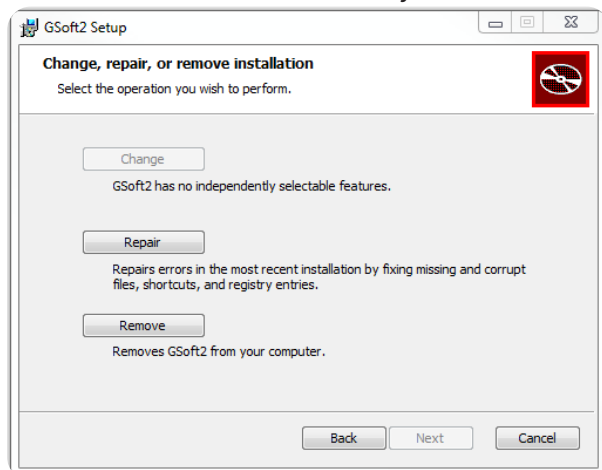 GSoft2 Setup
Change, repair, or remove installation
Select the operation you wish to perform.
Change
GSoft2 has no independently selectable features.
Repair
Repairs errors in the most recent installation by fixing missing and corrupt
files, shortcuts, and registry entries.
Remove
Removes GSoft2 from your computer.
Back Next Cancel